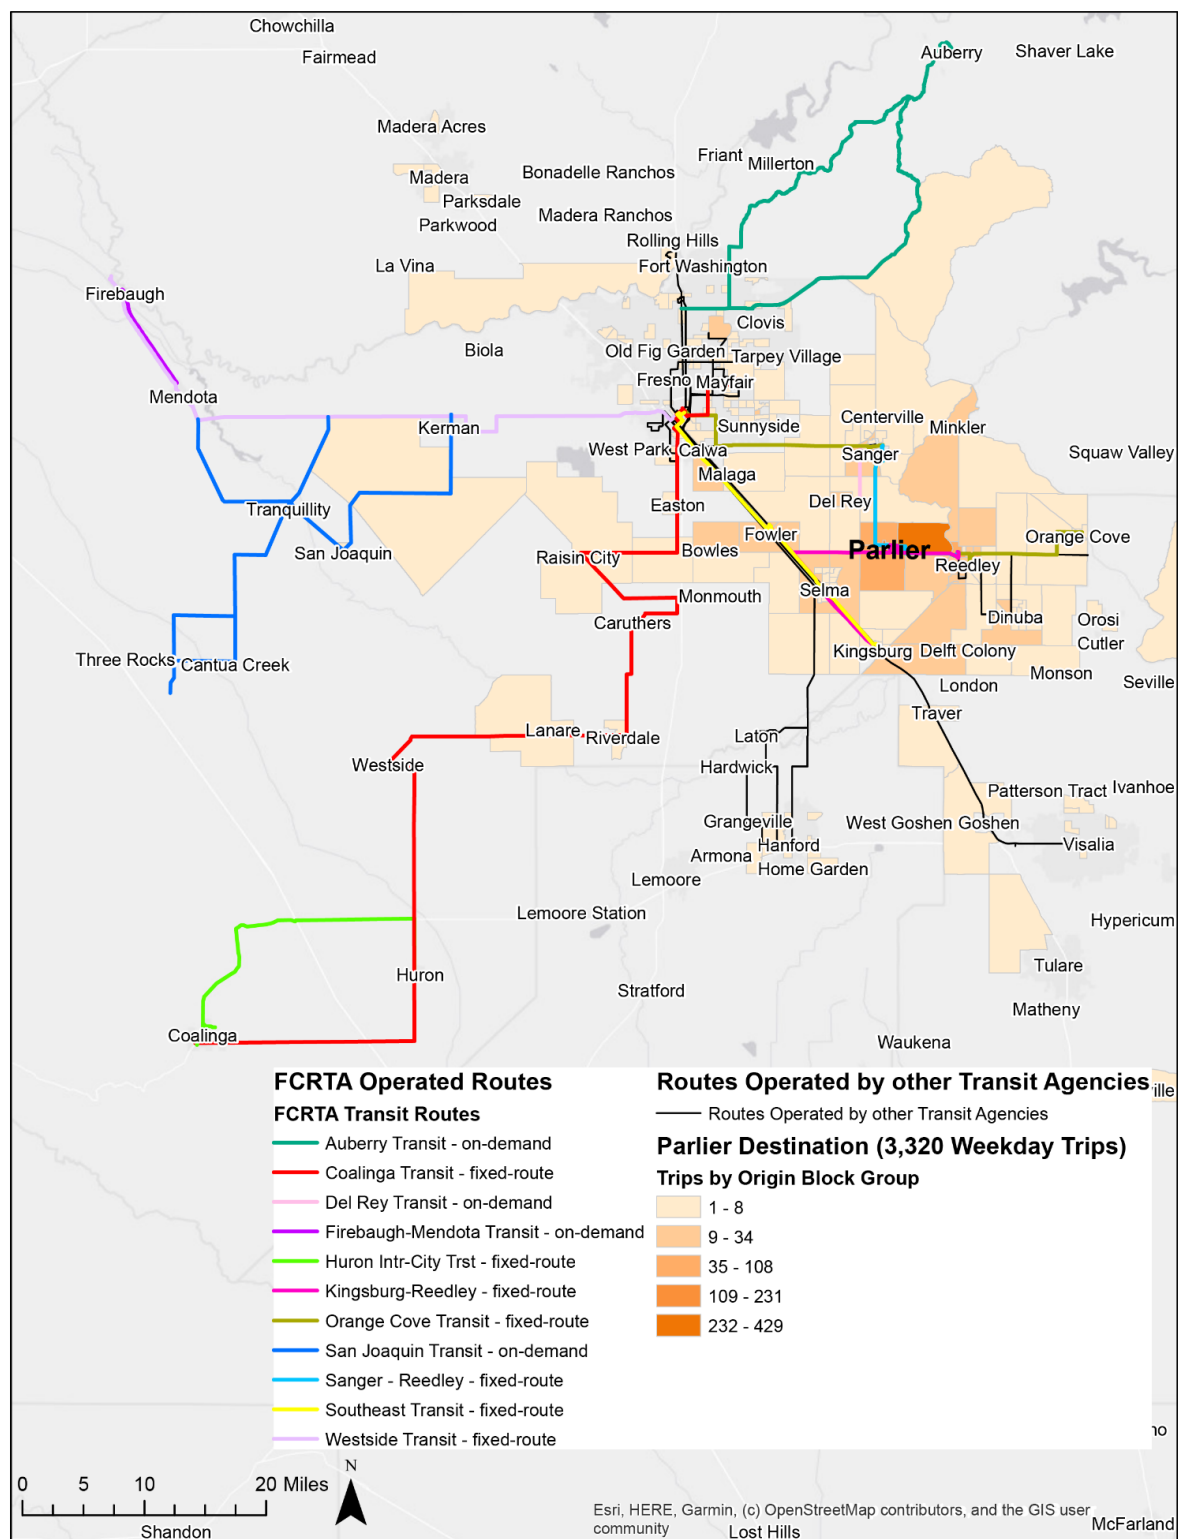 Chowchilla
Fairmead
Auberry
Shaver Lake
Madera Acres
Friant
Millerton
Bonadelle Ranchos
Madera
Parksdale
Madera Ranchos
Parkwood
Rolling Hills
La Vina
Fort Washington
Firebaugh
Clovis
Biola
Old Fig Garden
Tarpey Village
Fresno
Mayfair
Mendota
Kerman
Sunnyside
Centerville
Minkler
West Park
Calwa
Sanger
Squaw Valley
Malaga
Del Rey
Tranquillity
Easton
Fowler
Orange Cove
San Joaquin
Raisin City
Bowles
Parlier
Reedley
Monmouth
Selma
Caruthers
Dinuba
Orosi
Cutler
Three Rocks
Cantua Creek
Kingsburg
Delft Colony
Monson
London
Seville
Traver
Lanare
Riverdale
Laton
Westside
Hardwick
Patterson Tract
Ivanhoe
Grangeville
West Goshen
Goshen
Hanford
Visalia
Armona
Home Garden
Lemoore
Lemoore Station
Hypericum
Huron
Tulare
Stratford
Matheny
Coalinga
Waukena
FCRTA Operated Routes
FCRTA Transit Routes
Auberry Transit - on-demand
Coalinga Transit - fixed-route
Del Rey Transit - on-demand
Firebaugh-Mendota Transit - on-demand
Huron Intr-City Trst - fixed-route
Kingsburg-Reedley - fixed-route
Orange Cove Transit - fixed-route
San Joaquin Transit - on-demand
Sanger - Reedley - fixed-route
Southeast Transit - fixed-route
Westside Transit - fixed-route
Routes Operated by other Transit Agencies
Routes Operated by other Transit Agencies
Parlier Destination (3,320 Weekday Trips)
Trips by Origin Block Group
1 - 8
9 - 34
35 - 108
109 - 231
232 - 429
ille
no
0 5 10 20 Miles
N
Shandon
Esri, HERE, Garmin, (c) OpenStreetMap contributors, and the GIS user
community
Lost Hills
McFarland